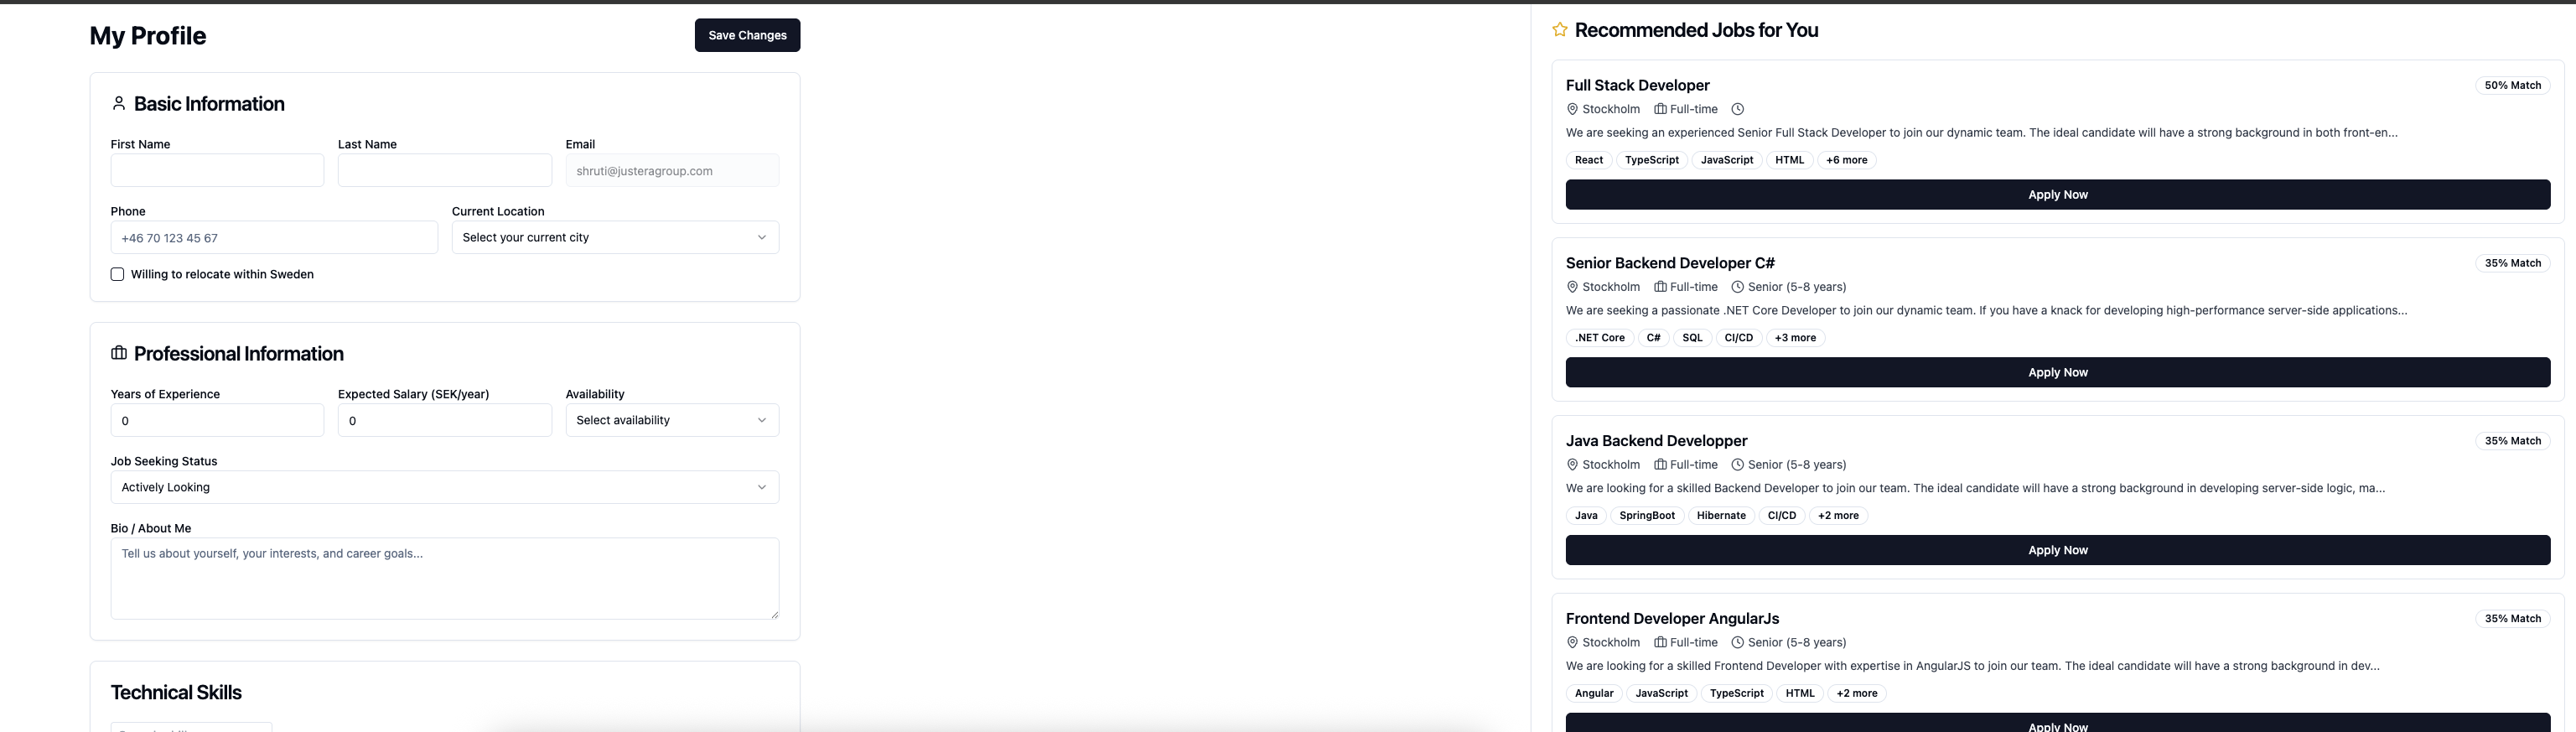 My Profile
Save Changes
Basic Information
First Name
Last Name
Email
shruti@justeragroup.com
Phone
Current Location
+46 70 123 45 67
Select your current city
Willing to relocate within Sweden
Professional Information
Years of Experience
Expected Salary (SEK/year)
Availability
0
0
Select availability
Job Seeking Status
Actively Looking
Bio / About Me
Tell us about yourself, your interests, and career goals...
Technical Skills
Recommended Jobs for You
Full Stack Developer
50% Match
Stockholm Full-time
We are seeking an experienced Senior Full Stack Developer to join our dynamic team. The ideal candidate will have a strong background in both front-en...
React TypeScript JavaScript HTML +6 more
Apply Now
Senior Backend Developer C#
35% Match
Stockholm Full-time Senior (5-8 years)
We are seeking a passionate .NET Core Developer to join our dynamic team. If you have a knack for developing high-performance server-side applications...
.NET Core C# SQL CI/CD +3 more
Apply Now
Java Backend Developper
35% Match
Stockholm Full-time Senior (5-8 years)
We are looking for a skilled Backend Developer to join our team. The ideal candidate will have a strong background in developing server-side logic, ma...
Java SpringBoot Hibernate CI/CD +2 more
Apply Now
Frontend Developer AngularJs
35% Match
Stockholm Full-time Senior (5-8 years)
We are looking for a skilled Frontend Developer with expertise in AngularJS to join our team. The ideal candidate will have a strong background in dev...
Angular JavaScript TypeScript HTML +2 more
Apply Now